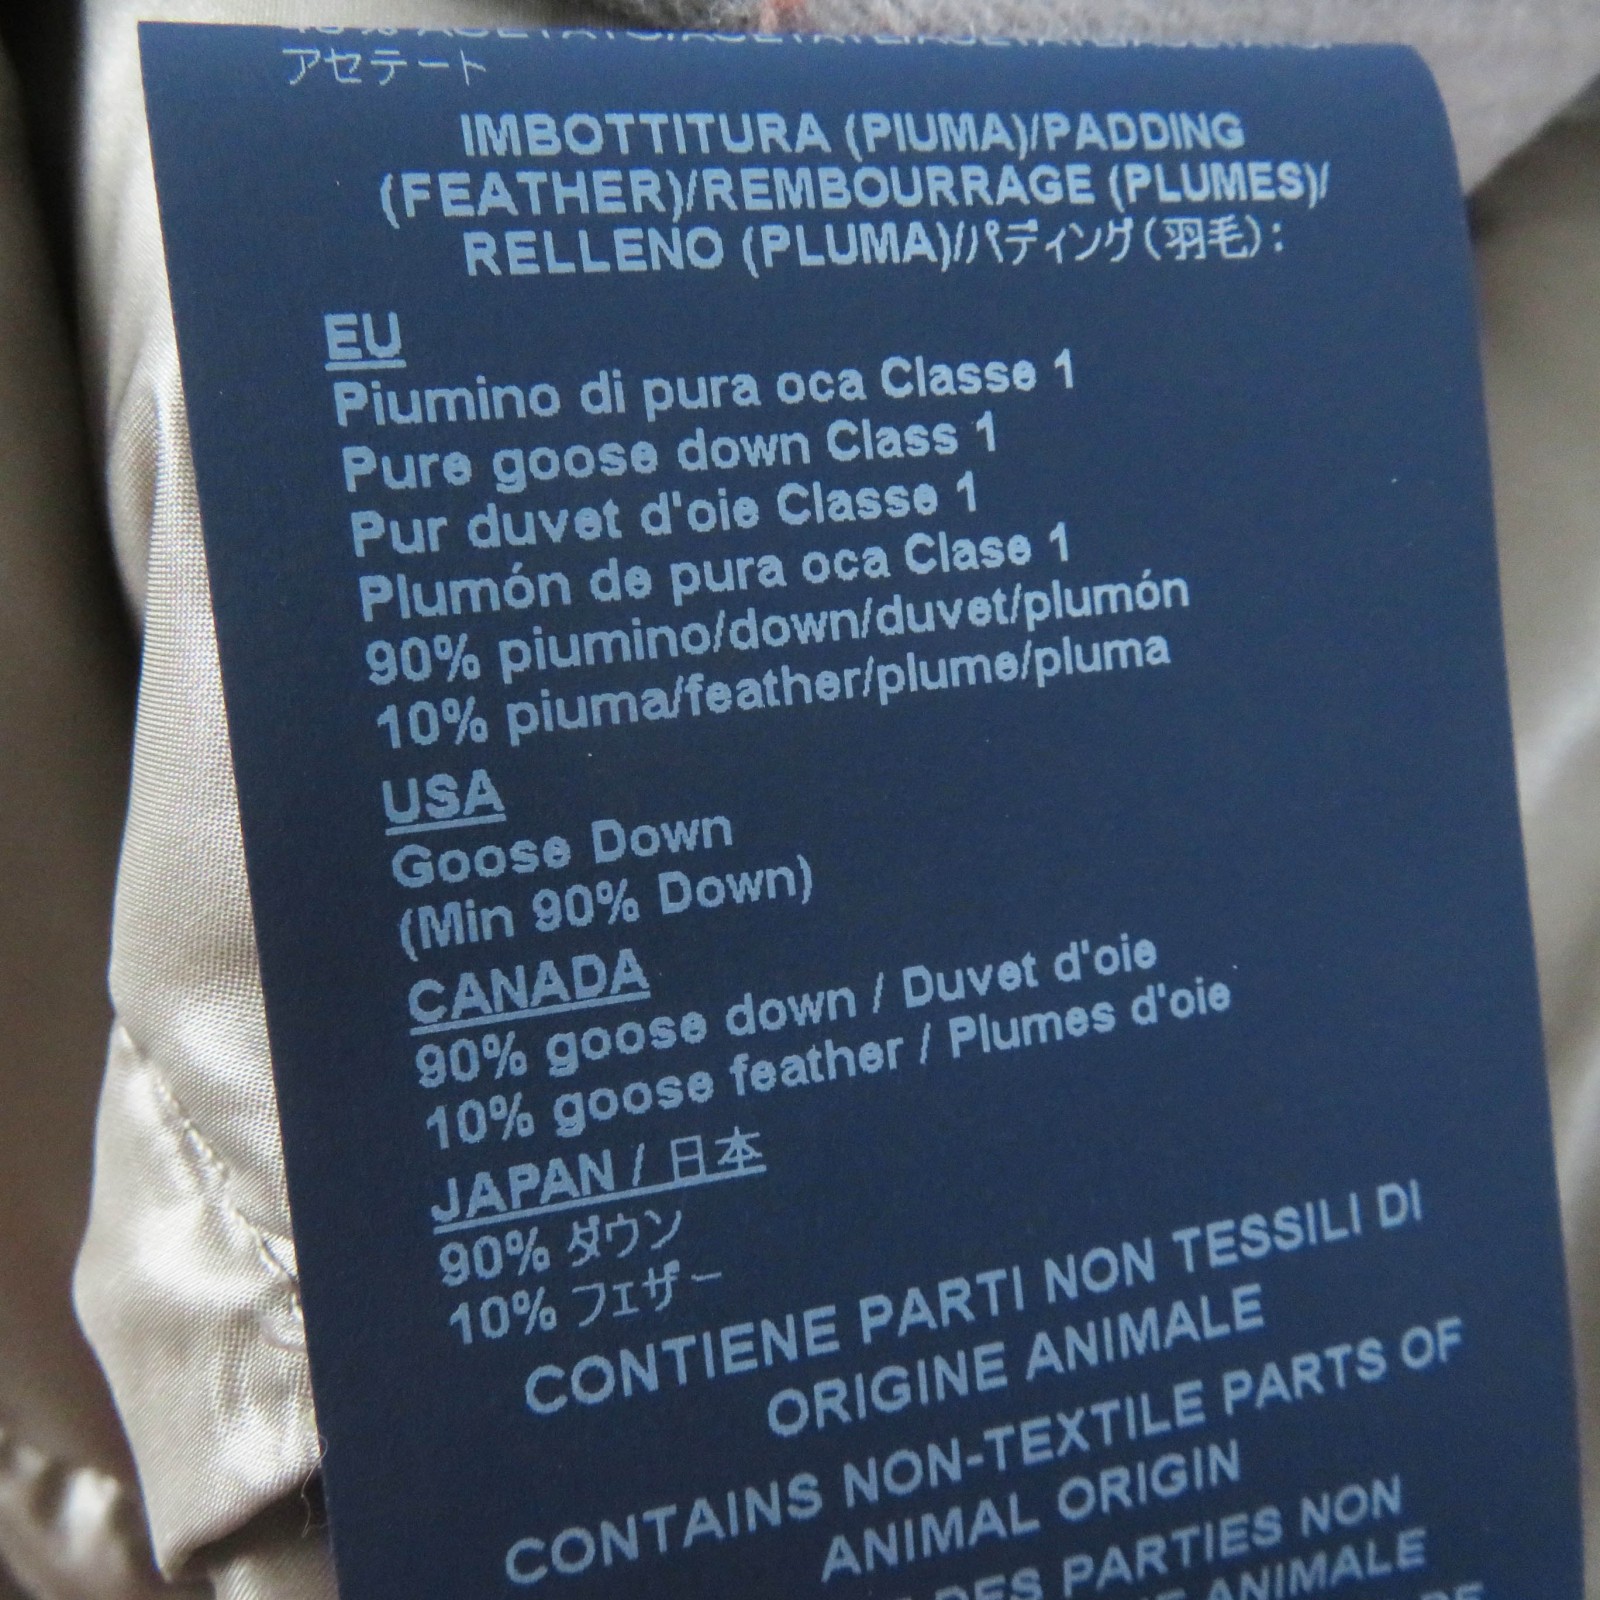 アセテート
IMBOTTITURA (PIUMA)/PADDING
(FEATHER)/REMBOURRAGE (PLUMES)/
RELLENO (PLUMA)/パディング(羽毛):
EU
Piumino di pura oca Classe 1
Pure goose down Class 1
Pur duvet d'oie Classe 1
Plumón de pura oca Clase 1
90% piumino/down/duvet/plumón
10% piuma/feather/plume/pluma
USA
Goose Down
(Min 90% Down)
CANADA
90% goose down / Duvet d'oie
10% goose feather / Plumes d'oie
JAPAN / 日本
90% ダウン
10% フェザー
CONTIENE PARTI NON TESSILI DI
ORIGINE ANIMALE
CONTAINS NON-TEXTILE PARTS OF
ANIMAL ORIGIN
DES PARTIES NON
ANIMALE